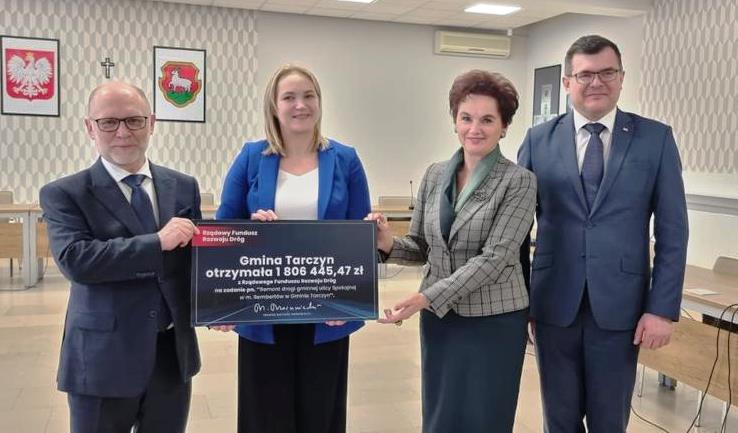 Rządowy Fundusz
Rozwoju Dróg
Gmina Tarczyn
otrzymała 1 806 445,47 zł
z Rządowego Funduszu Rozwoju Dróg
na zadanie pn. "Remont drogi gminnej ulicy Spokojnej
w m. Rembertów w Gminie Tarczyn".